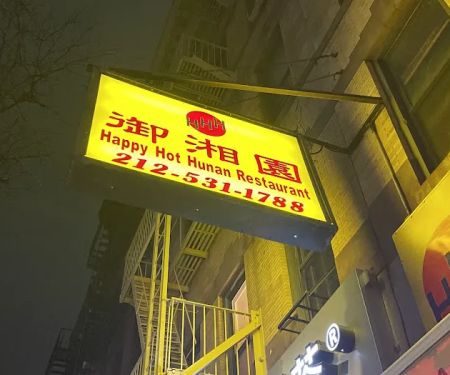 HHH
御湘園
Happy Hot Hunan Restaurant
212-531-1788
®